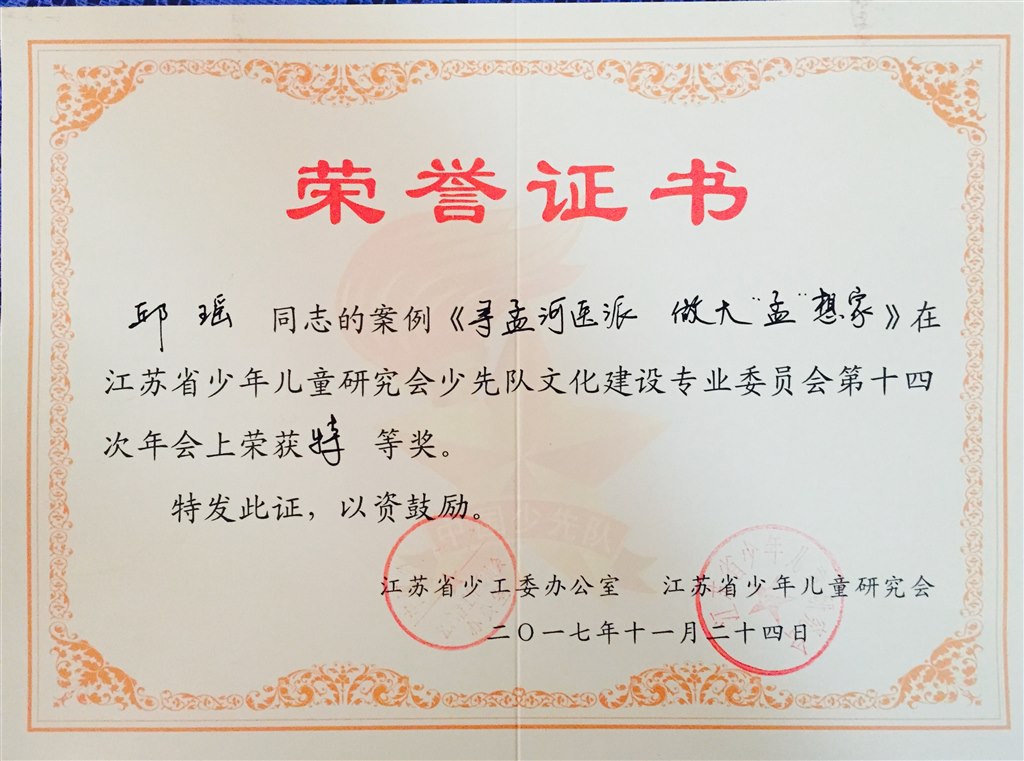 荣誉证书
邱瑶 同志的案例《寻孟河医派 做大“孟”想家》在
江苏省少年儿童研究会少先队文化建设专业委员会第十四
次年会上荣获特 等奖。
特发此证，以资鼓励。
江苏省少工委办公室 江苏省少年儿童研究会
二〇一七年十一月二十四日